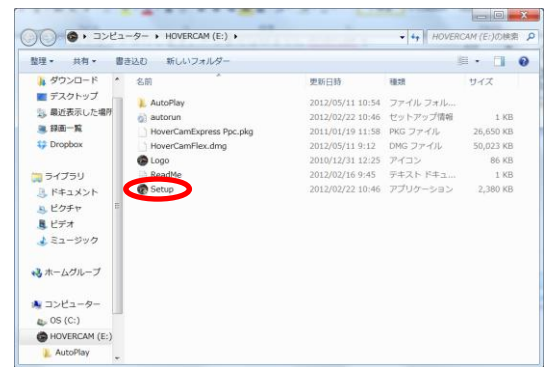 コンピューター ▸ HOVERCAM (E:) ▸ HOVERCAM (E:)の検索
整理 ▾ 共有 ▾ 書き込む 新しいフォルダー
ダウンロード
デスクトップ
最近表示した場所
録画一覧
Dropbox
ライブラリ
ドキュメント
ピクチャ
ビデオ
ミュージック
ホームグループ
コンピューター
OS (C:)
HOVERCAM (E:)
AutoPlay
名前 更新日時 種類 サイズ
AutoPlay 2012/05/11 10:54 ファイル フォル...
autorun 2012/02/22 10:46 セットアップ情報 1 KB
HoverCamExpress Ppc.pkg 2011/01/19 11:58 PKG ファイル 26,650 KB
HoverCamFlex.dmg 2012/05/11 9:12 DMG ファイル 50,023 KB
Logo 2010/12/31 12:25 アイコン 86 KB
ReadMe 2012/02/16 9:45 テキスト ドキュ... 1 KB
Setup 2012/02/22 10:46 アプリケーション 2,380 KB